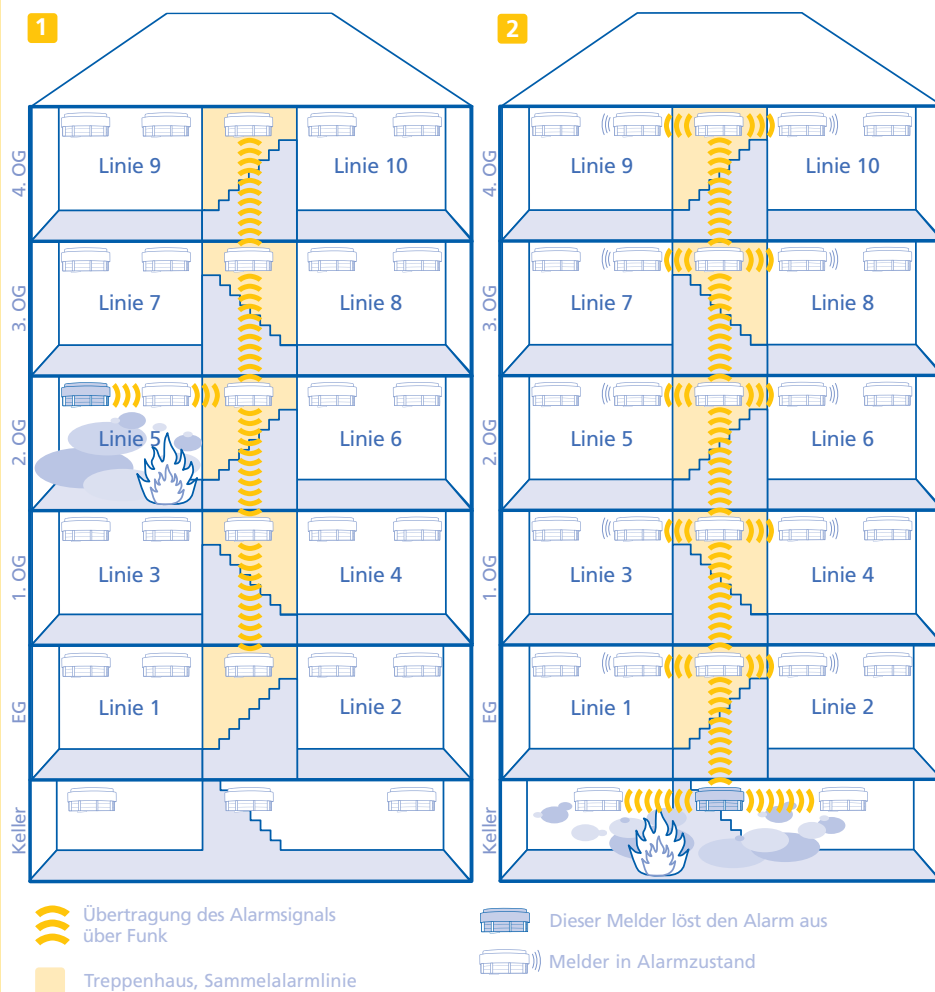 1
4. OG
Linie 9
Linie 10
3. OG
Linie 7
Linie 8
2. OG
Linie 5
Linie 6
1. OG
Linie 3
Linie 4
EG
Linie 1
Linie 2
Keller
2
4. OG
Linie 9
Linie 10
3. OG
Linie 7
Linie 8
2. OG
Linie 5
Linie 6
1. OG
Linie 3
Linie 4
EG
Linie 1
Linie 2
Keller
Übertragung des Alarmsignals
über Funk
Treppenhaus, Sammelalarmlinie
Dieser Melder löst den Alarm aus
Melder in Alarmzustand